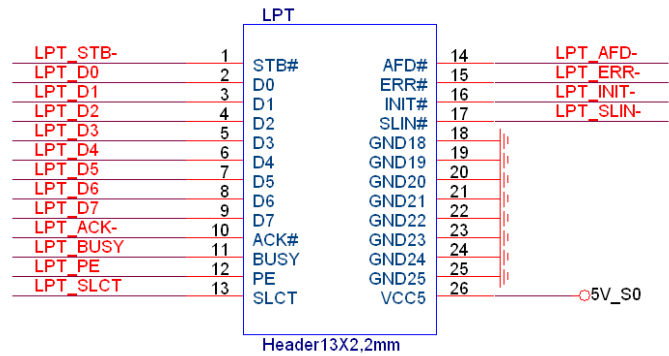 LPT
LPT_STB- 1 STB# AFD# 14 LPT_AFD-
LPT_D0 2 D0 ERR# 15 LPT_ERR-
LPT_D1 3 D1 INIT# 16 LPT_INIT-
LPT_D2 4 D2 SLIN# 17 LPT_SLIN-
LPT_D3 5 D3 GND18 18
LPT_D4 6 D4 GND19 19
LPT_D5 7 D5 GND20 20
LPT_D6 8 D6 GND21 21
LPT_D7 9 D7 GND22 22
LPT_ACK- 10 ACK# GND23 23
LPT_BUSY 11 BUSY GND24 24
LPT_PE 12 PE GND25 25
LPT_SLCT 13 SLCT VCC5 26 5V_S0
Header13X2,2mm